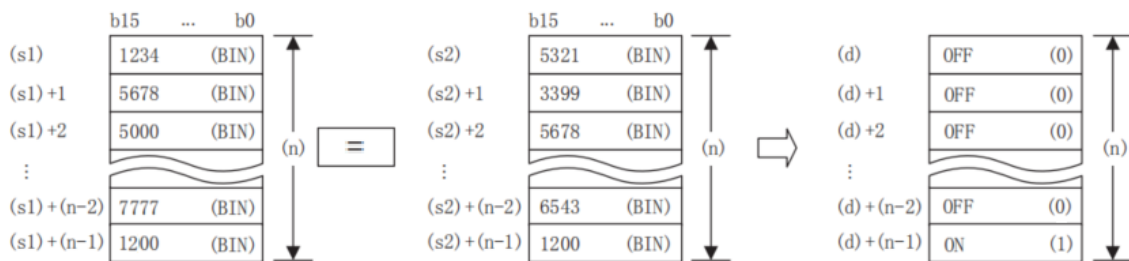 b15 ... b0 b15 ... b0
(s1) 1234 (BIN) (s2) 5321 (BIN) (d) OFF (0)
(s1)+1 5678 (BIN) (s2)+1 3399 (BIN) (d)+1 OFF (0)
(s1)+2 5000 (BIN) (s2)+2 5678 (BIN) (d)+2 OFF (0)
(n) = (n) (n)
⋮ ⋮ ⋮
(s1)+(n-2) 7777 (BIN) (s2)+(n-2) 6543 (BIN) (d)+(n-2) OFF (0)
(s1)+(n-1) 1200 (BIN) (s2)+(n-1) 1200 (BIN) (d)+(n-1) ON (1)